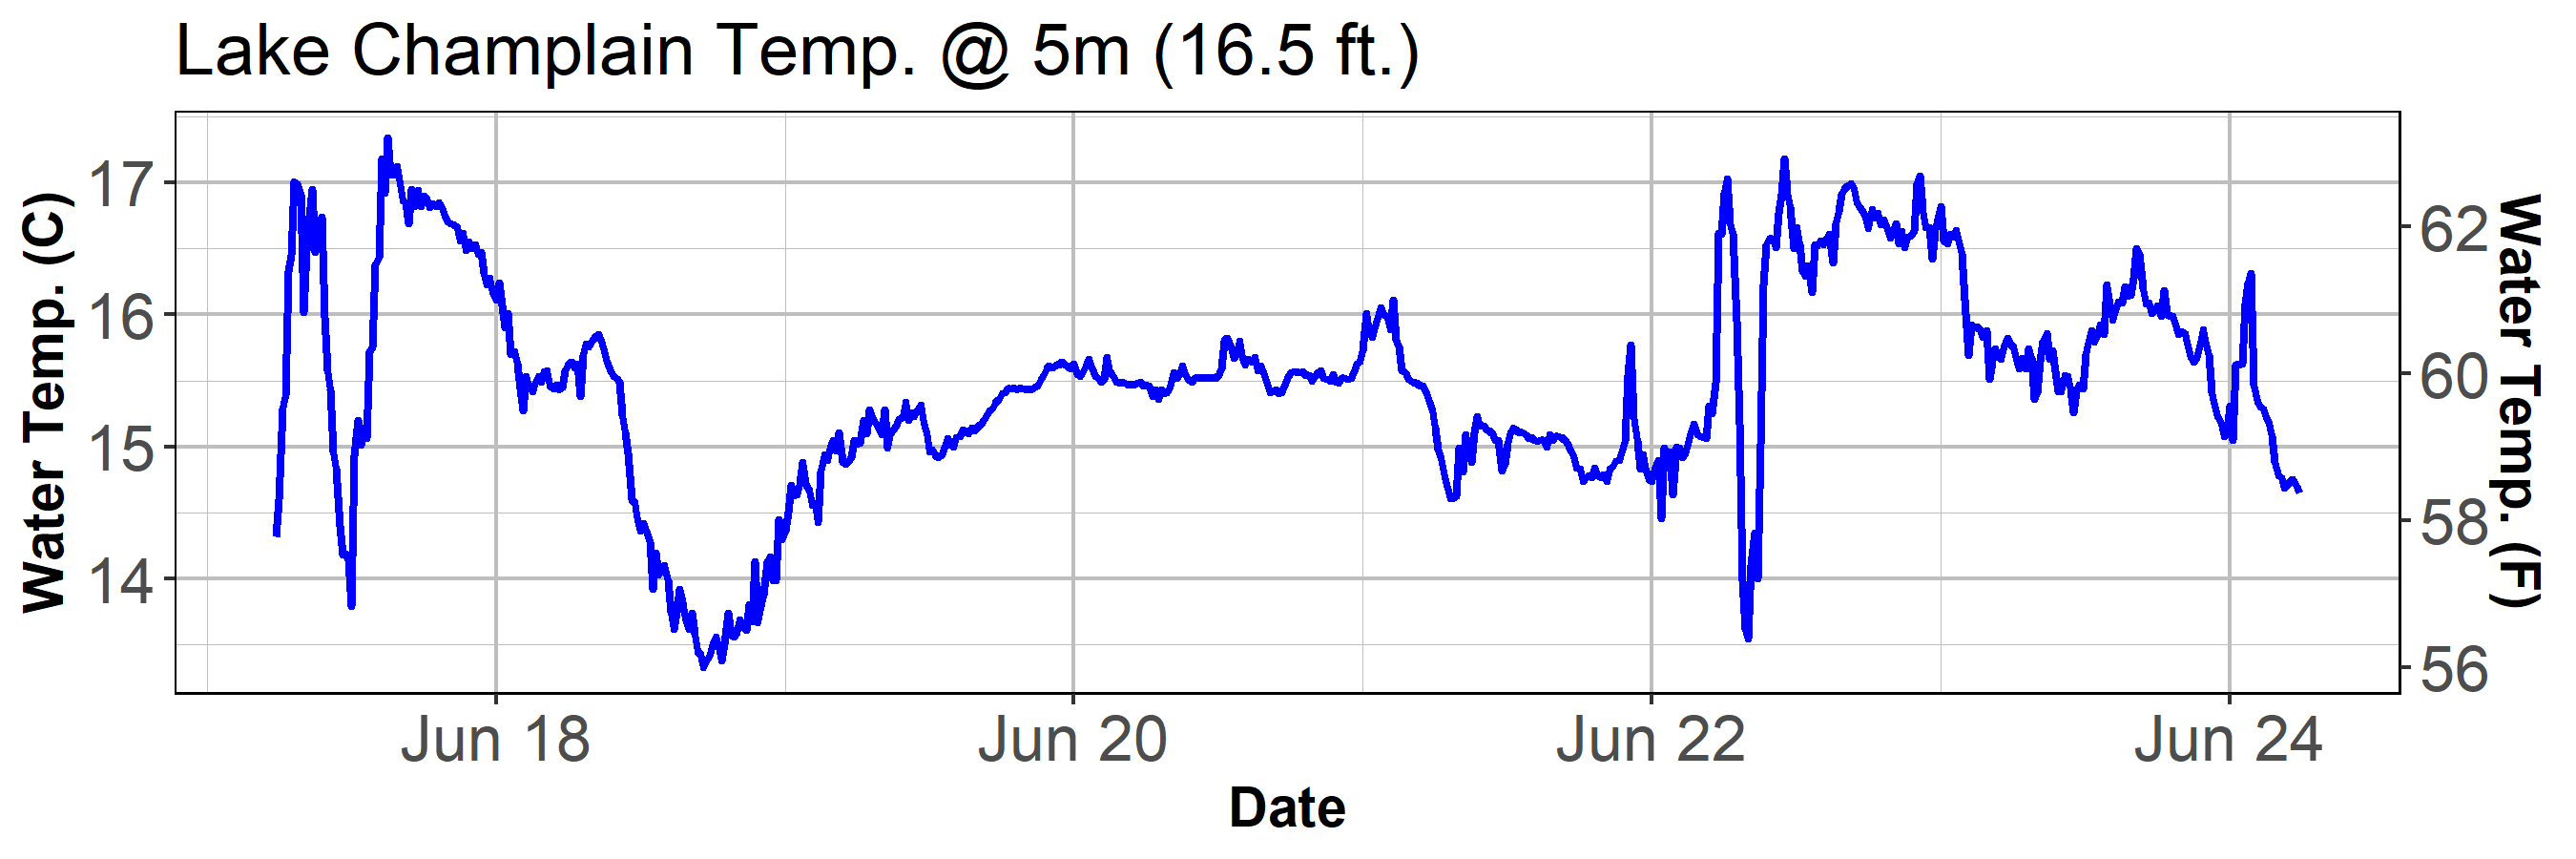 Lake Champlain Temp. @ 5m (16.5 ft.)
Water Temp. (C)
17
16
15
14
62
60
58
56
Water Temp. (F)
Jun 18
Jun 20
Jun 22
Jun 24
Date